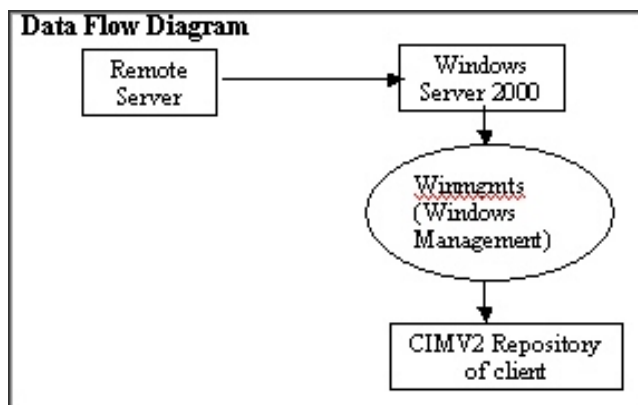 Data Flow Diagram
Remote
Server
Windows
Server 2000
Winmgmts
(Windows
Management)
CIMV2 Repository
of client